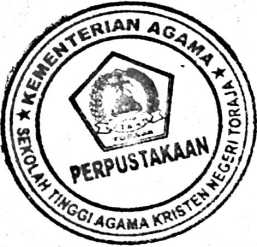 KEMENTERIAN AGAMA
PERPUSTAKAAN
SEKOLAH TINGGI AGAMA KRISTEN NEGERI TORAJA